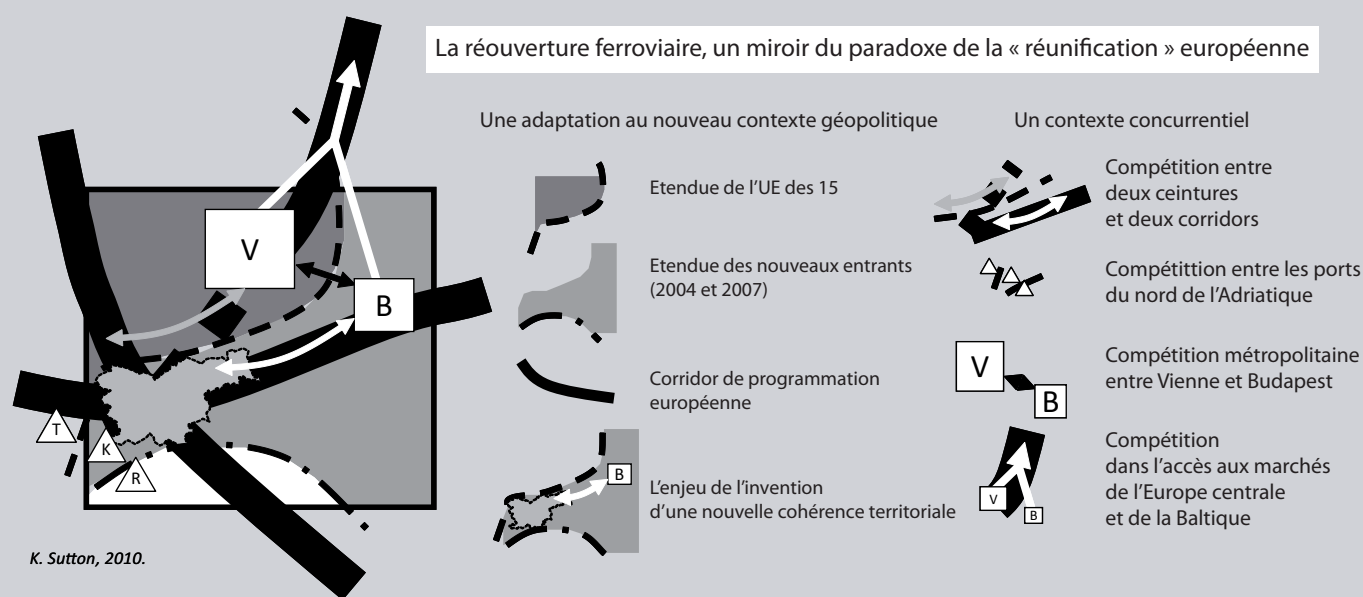 La réouverture ferroviaire, un miroir du paradoxe de la « réunification » européenne
Une adaptation au nouveau contexte géopolitique
Etendue de l’UE des 15
Etendue des nouveaux entrants
(2004 et 2007)
Corridor de programmation
européenne
B
L’enjeu de l’invention
d’une nouvelle cohérence territoriale
Un contexte concurrentiel
Compétition entre
deux ceintures
et deux corridors
Compétittion entre les ports
du nord de l’Adriatique
V
B
Compétition métropolitaine
entre Vienne et Budapest
V
B
Compétition
dans l’accès aux marchés
de l’Europe centrale
et de la Baltique
V
B
T
K
R
K. Sutton, 2010.